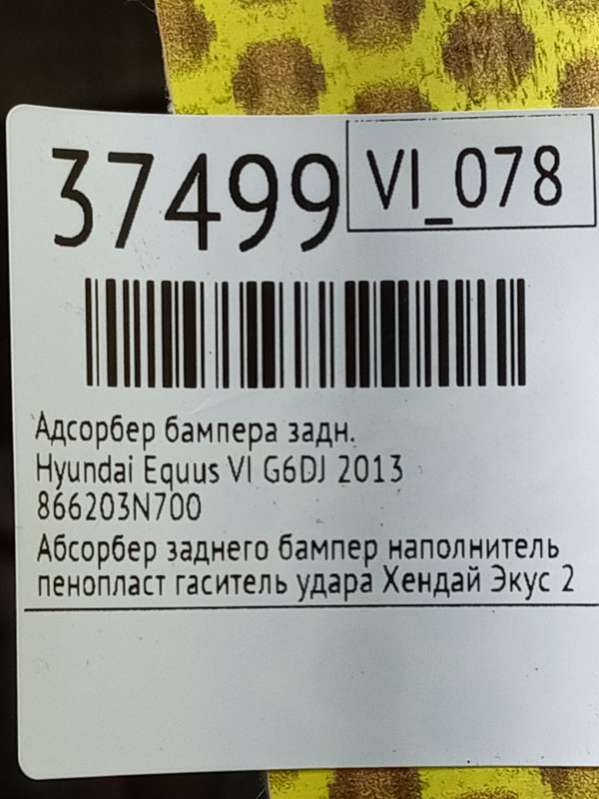 37499
VI_078
Адсорбер бампера задн.
Hyundai Equus VI G6DJ 2013
866203N700
Абсорбер заднего бампер наполнитель
пенопласт гаситель удара Хендай Экус 2